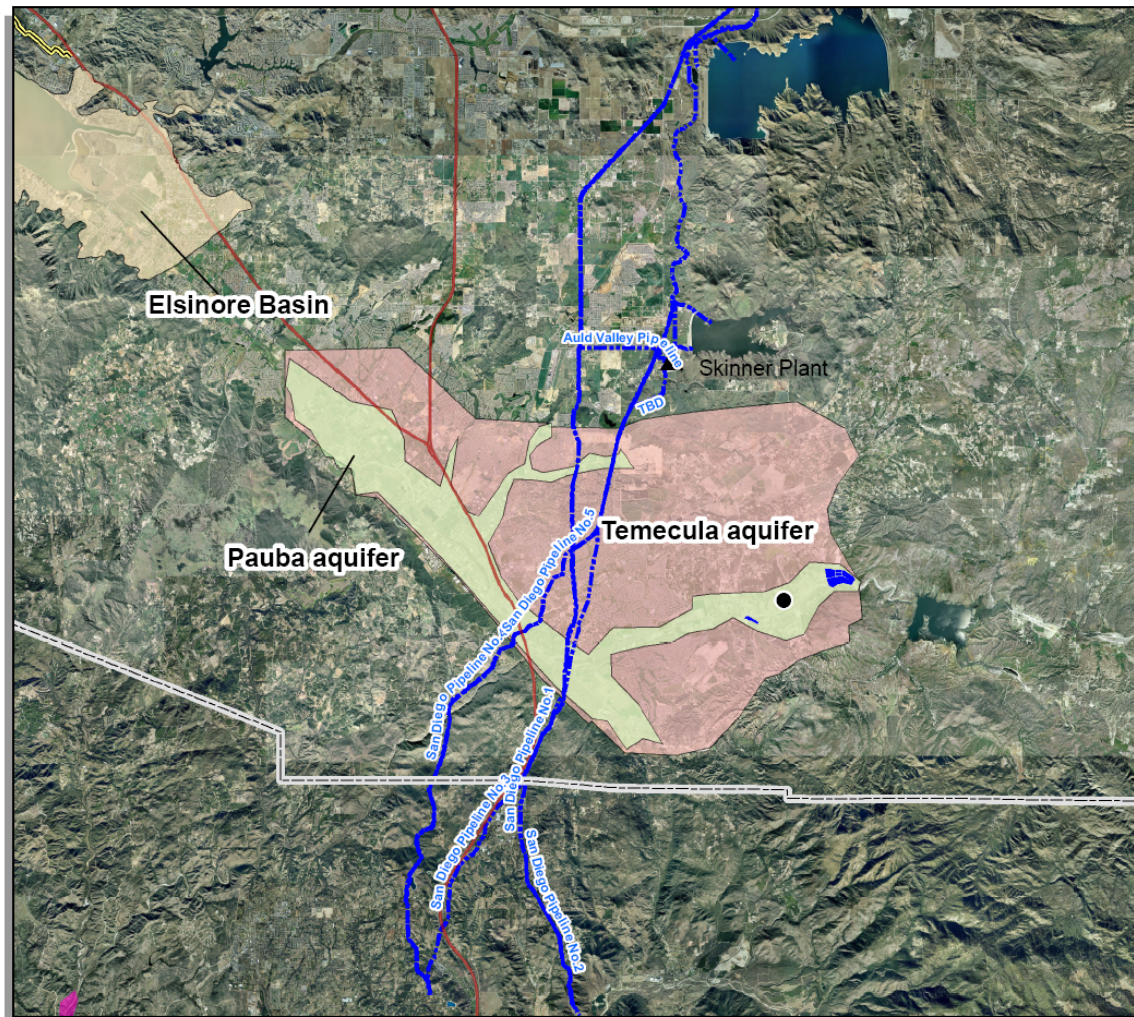 Elsinore Basin
Auld Valley Pipeline
Skinner Plant
TBD
Temecula aquifer
Pauba aquifer
San Diego Pipeline No.5
San Diego Pipeline No.4
San Diego Pipeline No.1
San Diego Pipeline No.3
San Diego Pipeline No.2